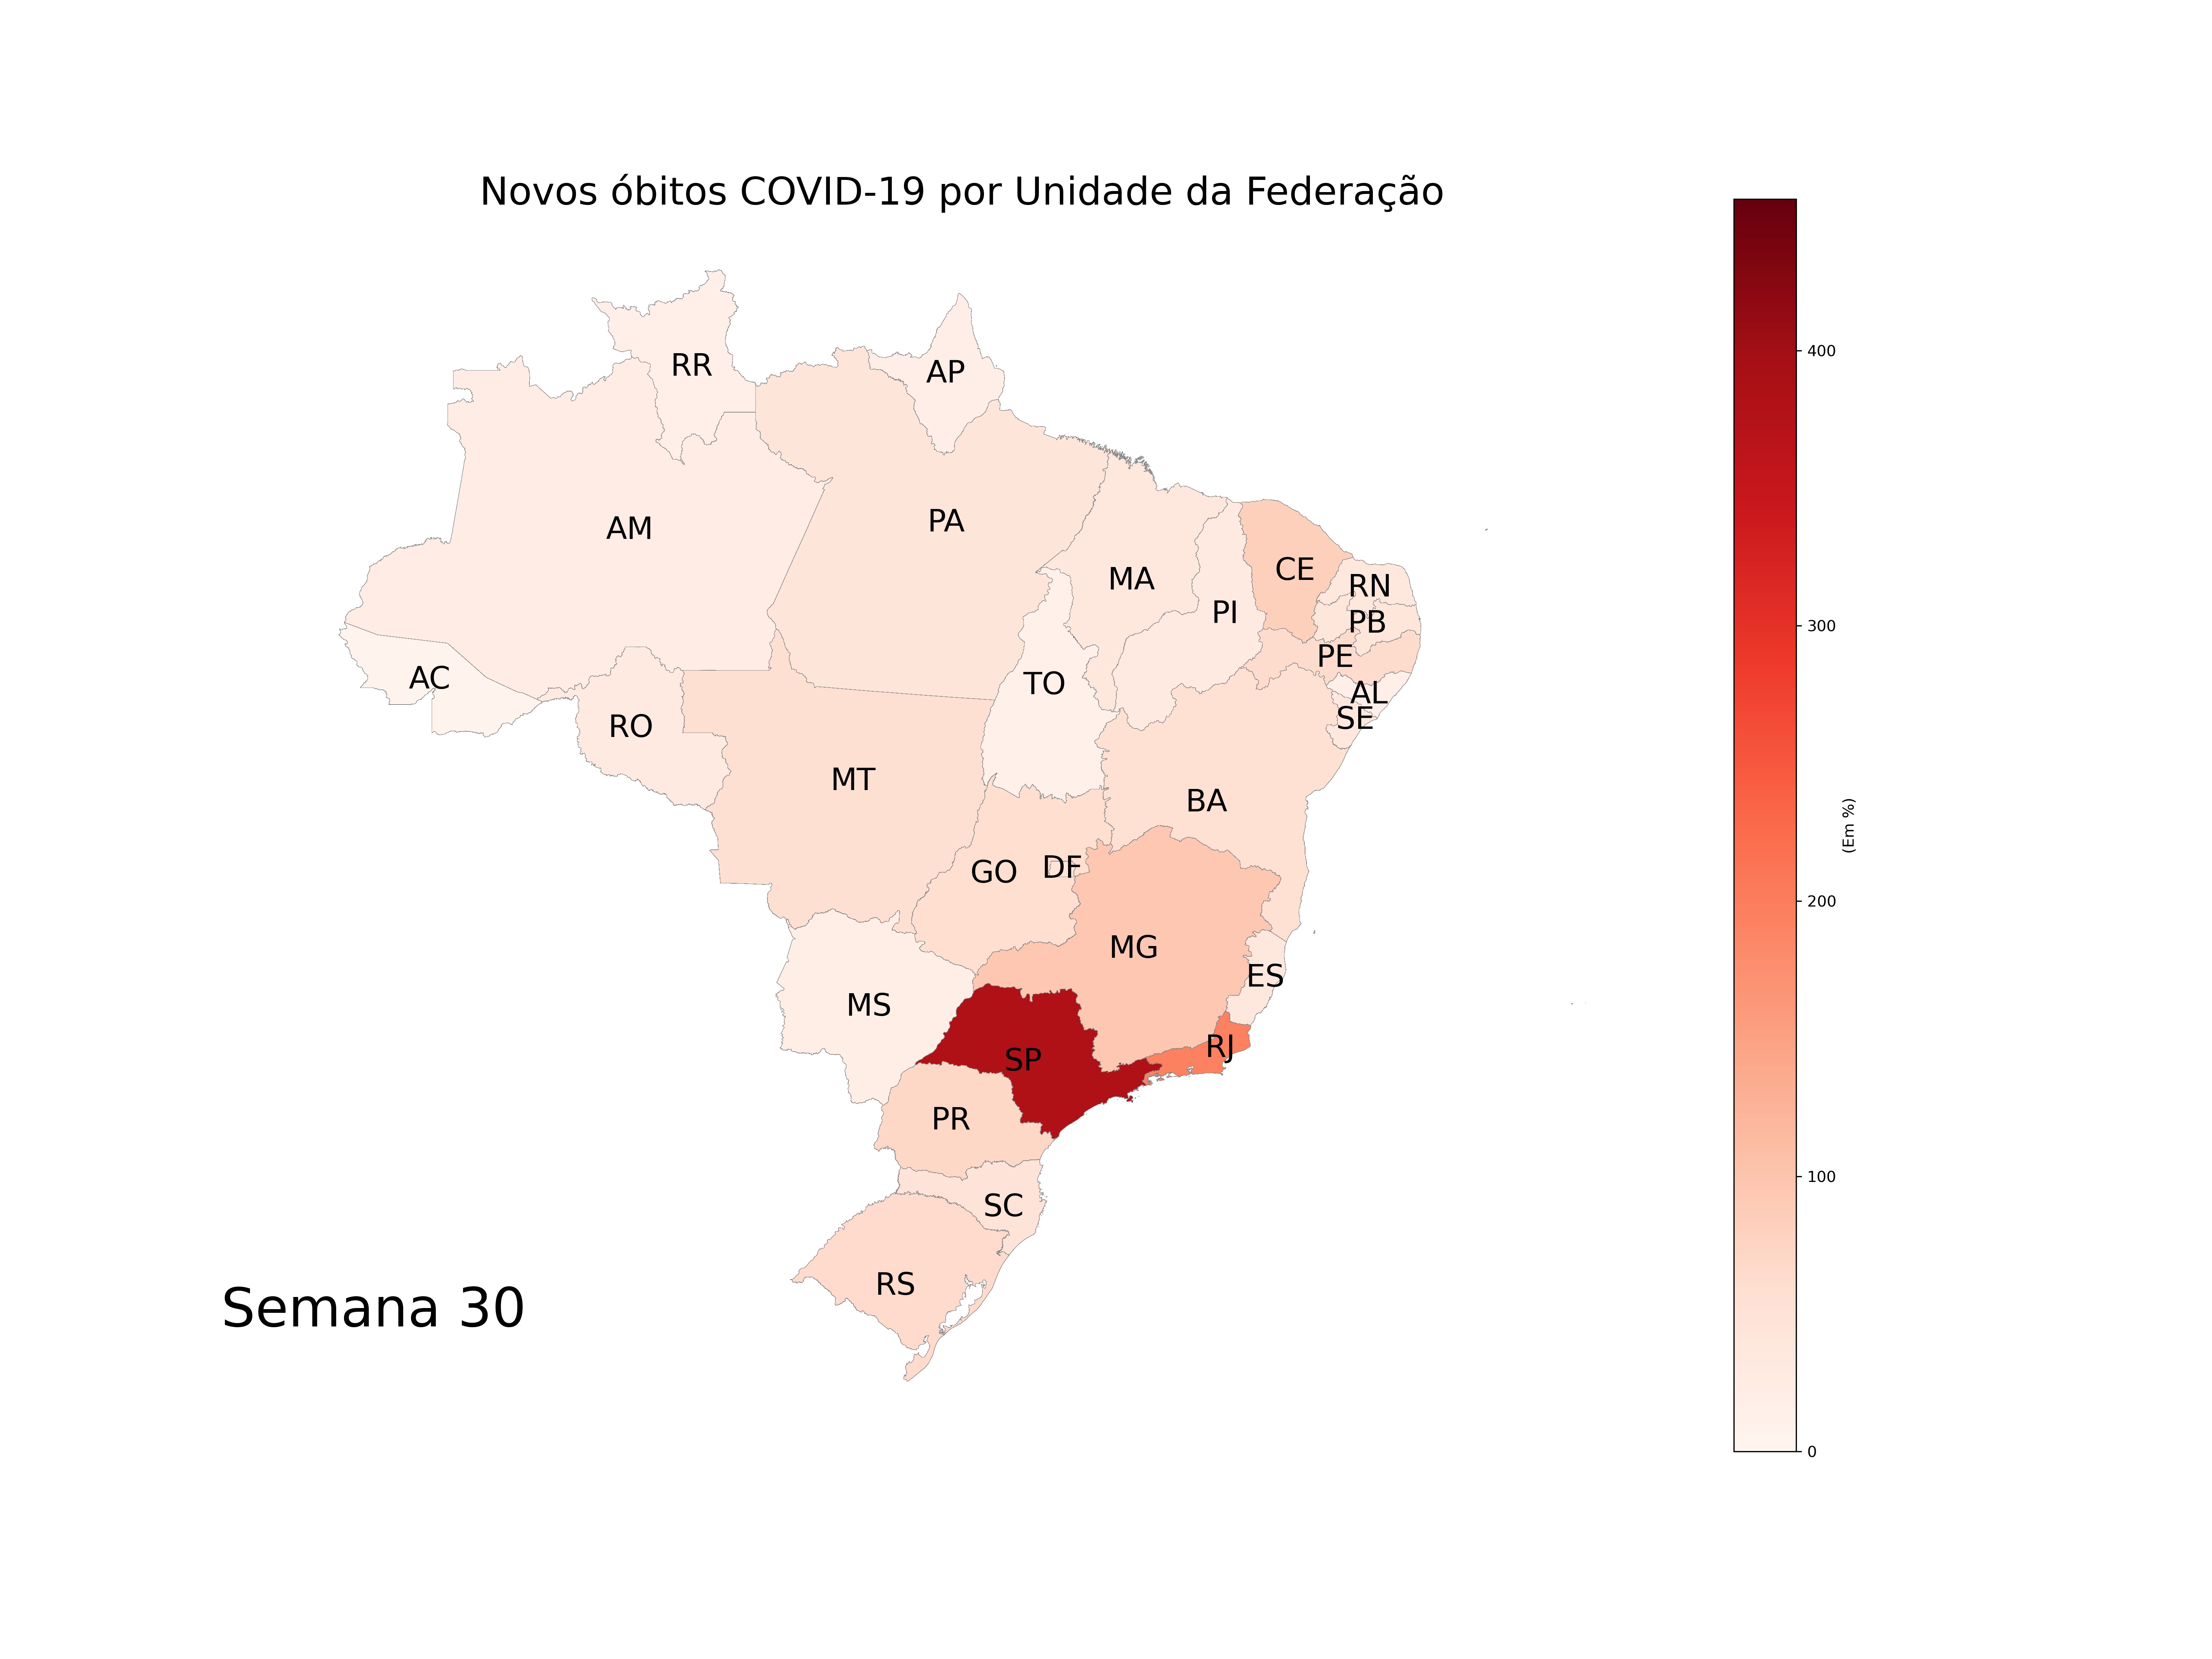 Novos óbitos COVID-19 por Unidade da Federação
RR
AP
AM
PA
MA
CE
RN
PI
PB
PE
AC
TO
AL
SE
RO
MT
BA
GO
DF
MG
ES
MS
RJ
SP
PR
SC
RS
Semana 30
400
300
(Em %)
200
100
0